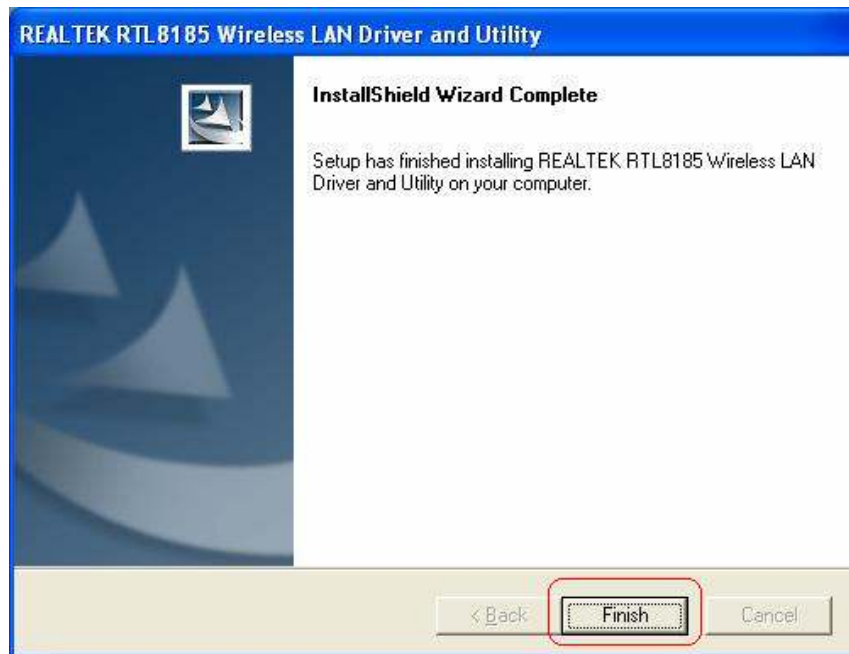 REALTEK RTL8185 Wireless LAN Driver and Utility
InstallShield Wizard Complete
Setup has finished installing REALTEK RTL8185 Wireless LAN
Driver and Utility on your computer.
< Back
Finish
Cancel